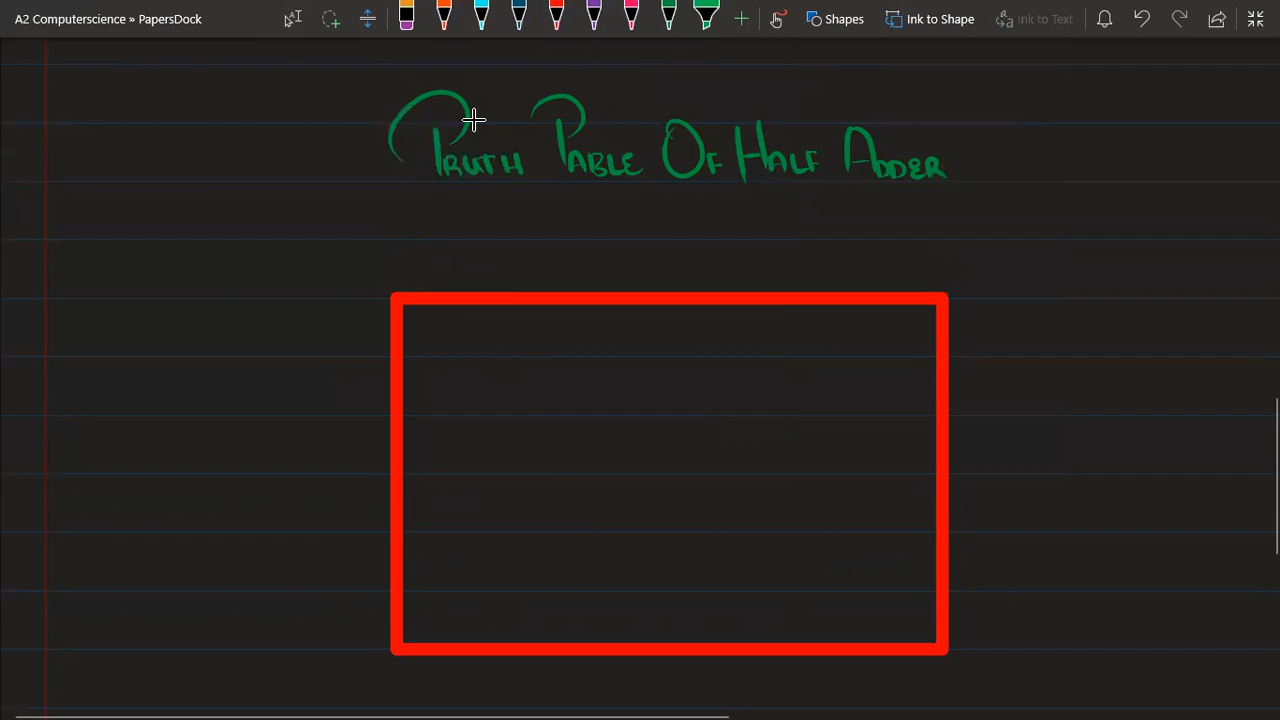 A2 Computerscience » PapersDock
Shapes
Ink to Shape
Ink to Text
TRUTH TABLE OF HALF ADDER